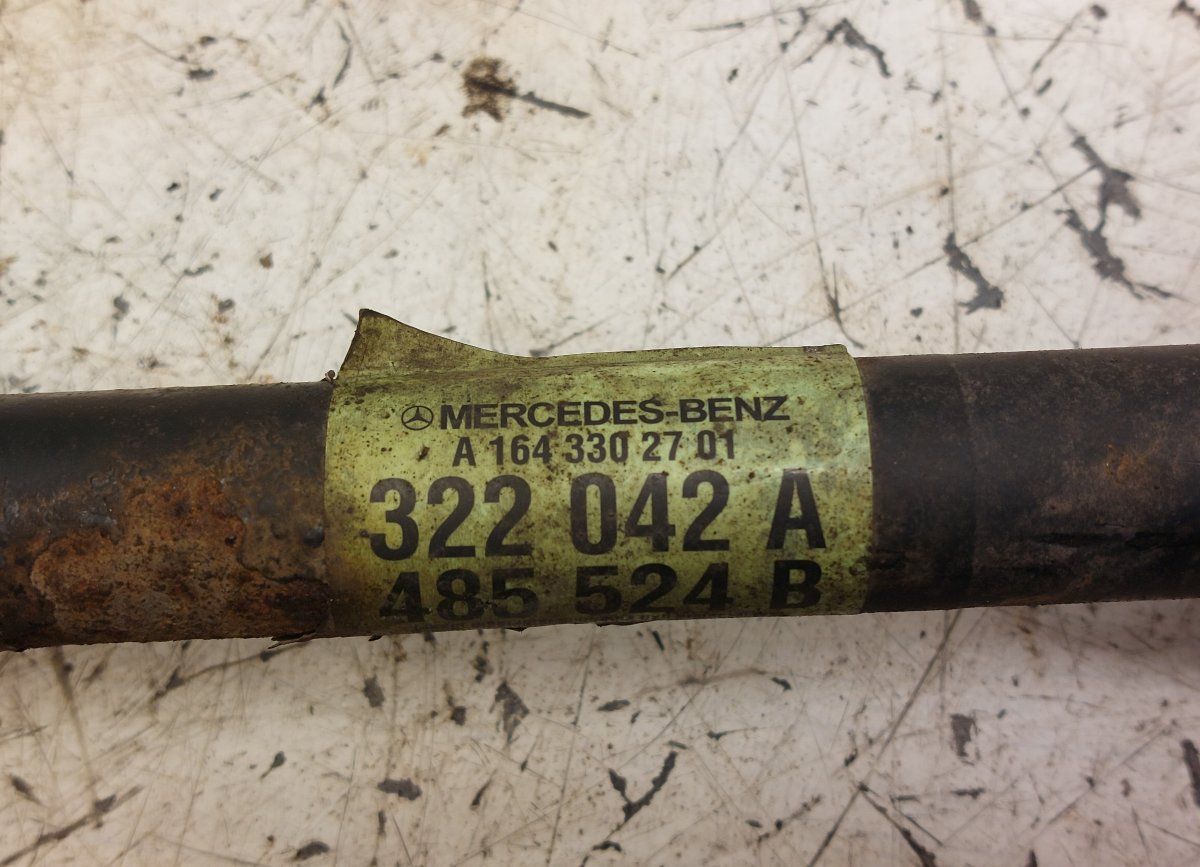 MERCEDES-BENZ
A 164 330 27 01
322 042 A
485 524 B